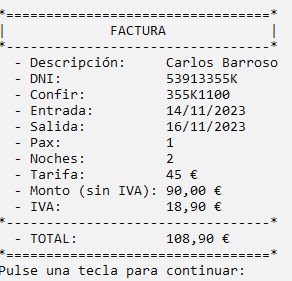 *=================================*
|             FACTURA             |
*---------------------------------*
 - Descripción:     Carlos Barroso
 - DNI:             53913355K
 - Confir:          355K1100
 - Entrada:         14/11/2023
 - Salida:          16/11/2023
 - Pax:             1
 - Noches:          2
 - Tarifa:          45 €
 - Monto (sin IVA): 90,00 €
 - IVA:             18,90 €
*---------------------------------*
 - TOTAL:           108,90 €
*=================================*
Pulse una tecla para continuar: